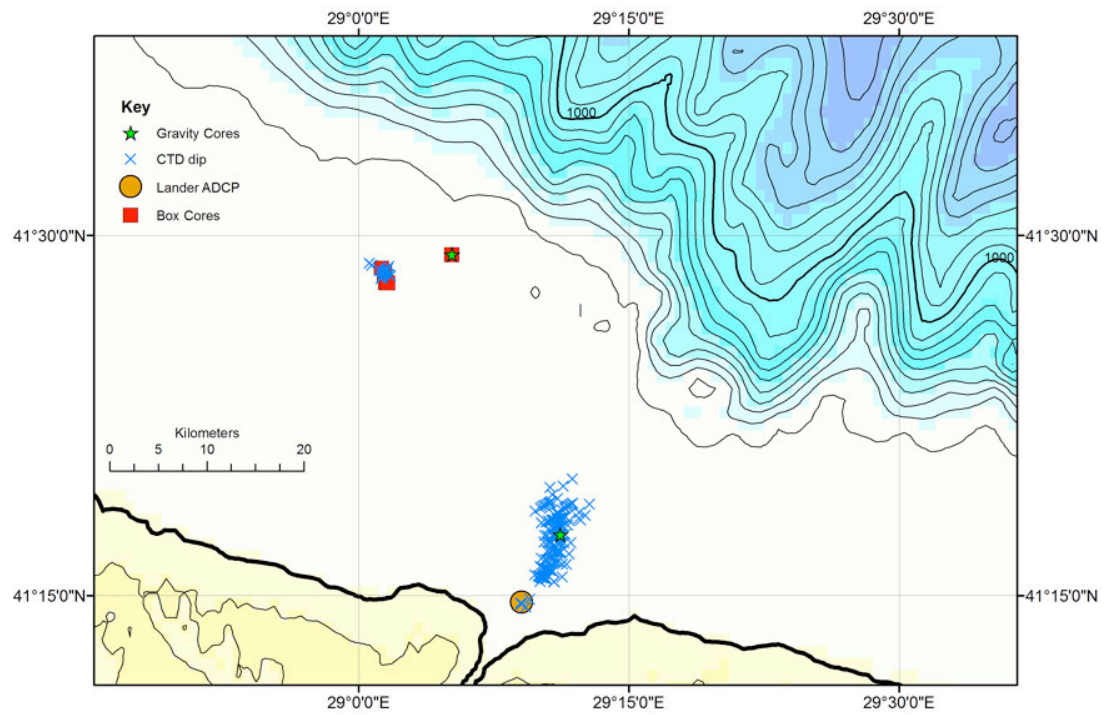 29°0'0"E 29°15'0"E 29°30'0"E
1000
Key
Gravity Cores
CTD dip
Lander ADCP
Box Cores
41°30'0"N 41°30'0"N
1000
Kilometers
0 5 10 20
41°15'0"N 41°15'0"N
29°0'0"E 29°15'0"E 29°30'0"E